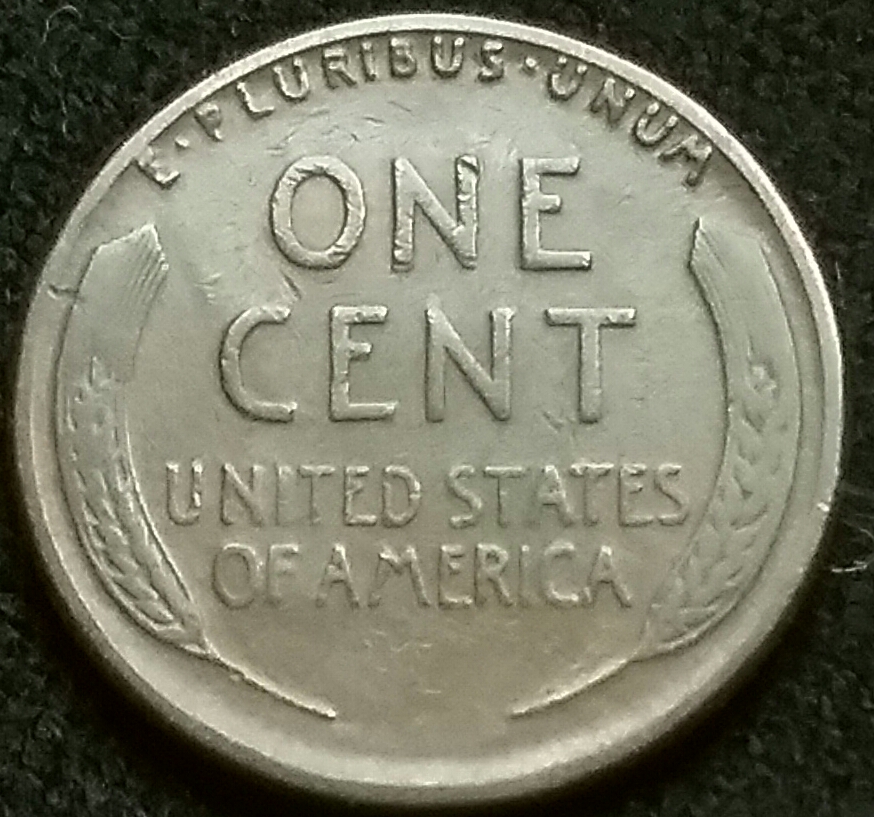 E·PLURIBUS·UNUM
ONE
CENT
UNITED STATES
OF AMERICA